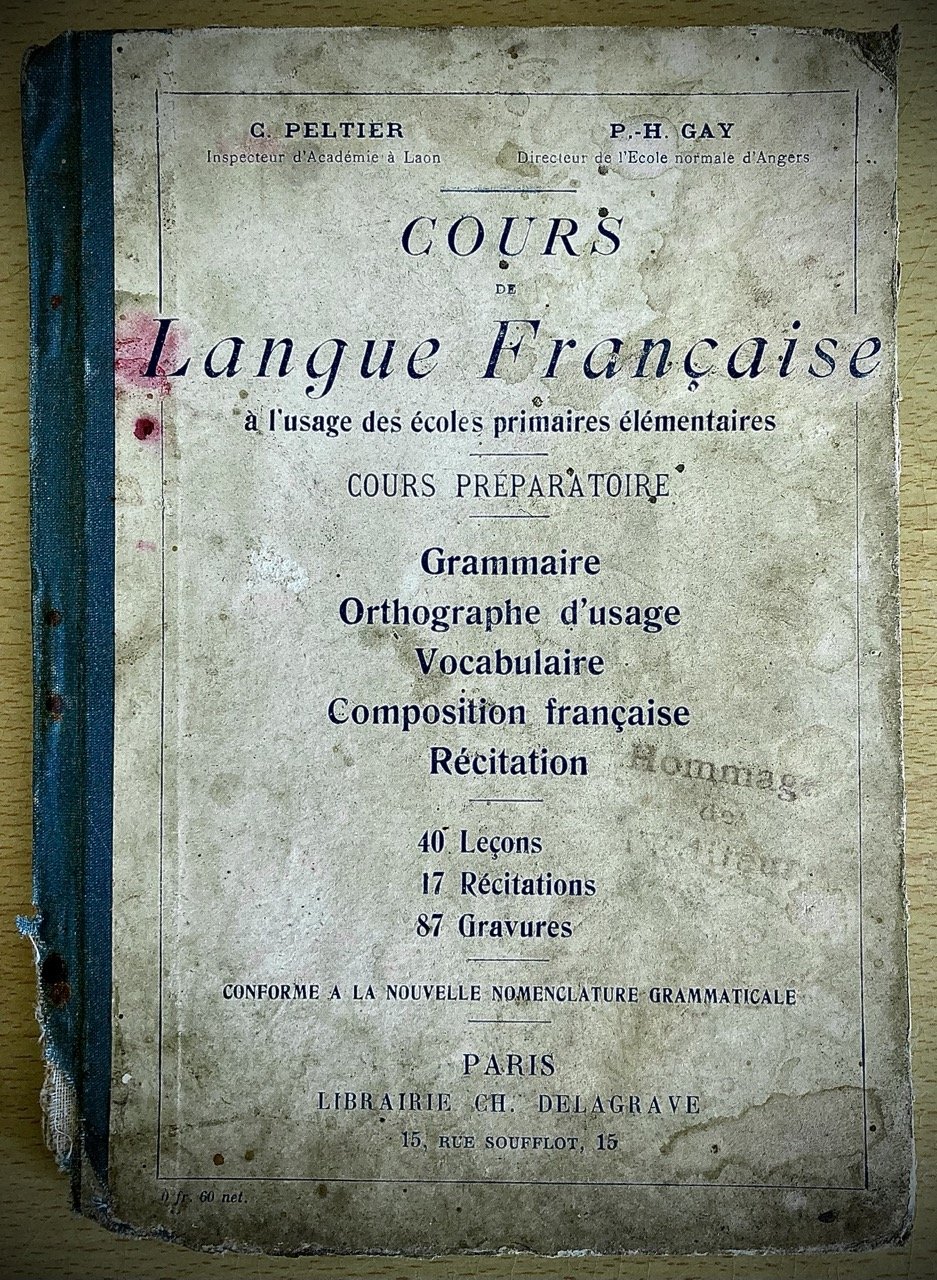 C. PELTIER
Inspecteur d'Académie à Laon
P.-H. GAY
Directeur de l'Ecole normale d'Angers
COURS
DE
Langue Française
à l'usage des écoles primaires élémentaires
COURS PRÉPARATOIRE
Grammaire
Orthographe d'usage
Vocabulaire
Composition française
Récitation
Hommage
de
40 Leçons
17 Récitations
87 Gravures
CONFORME A LA NOUVELLE NOMENCLATURE GRAMMATICALE
PARIS
LIBRAIRIE CH. DELAGRAVE
15, RUE SOUFFLOT, 15
0 fr. 60 net.